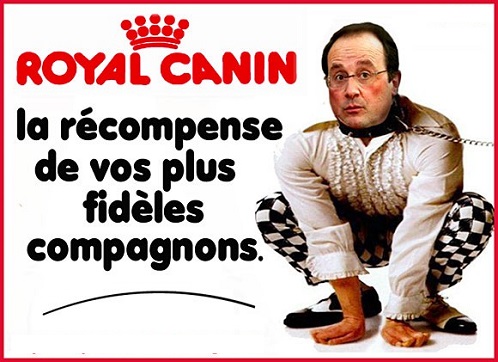 ROYAL CANIN
la récompense
de vos plus
fidèles
compagnons.